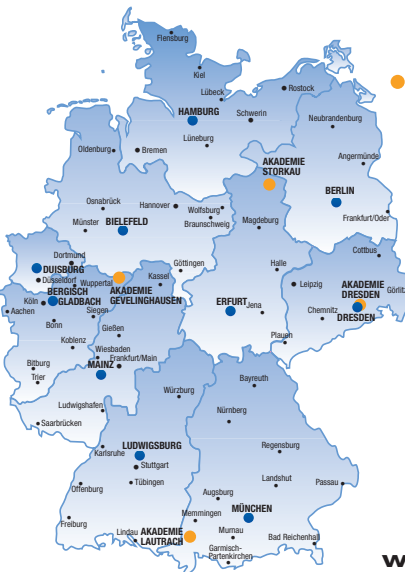 Flensburg
Kiel
Lübeck
Rostock
HAMBURG
Schwerin
Neubrandenburg
Lüneburg
Oldenburg
Bremen
Angermünde
AKADEMIE
STORKAU
BERLIN
Osnabrück
Hannover
Wolfsburg
Braunschweig
Frankfurt/Oder
Münster
BIELEFELD
Magdeburg
Cottbus
Dortmund
DUISBURG
Göttingen
Halle
Düsseldorf
Wuppertal
Kassel
Leipzig
AKADEMIE
DRESDEN
Görlitz
BERGISCH
GLADBACH
AKADEMIE
GEVELINGHAUSEN
Köln
Aachen
Siegen
ERFURT
Jena
Chemnitz
DRESDEN
Bonn
Gießen
Plauen
Koblenz
Wiesbaden
Frankfurt/Main
Bitburg
Trier
MAINZ
Bayreuth
Würzburg
Ludwigshafen
Nürnberg
Saarbrücken
Karlsruhe
LUDWIGSBURG
Stuttgart
Regensburg
Tübingen
Offenburg
Landshut
Passau
Augsburg
Freiburg
Memmingen
MÜNCHEN
Lindau
AKADEMIE
LAUTRACH
Murnau
Bad Reichenhall
Garmisch-
Partenkirchen
w